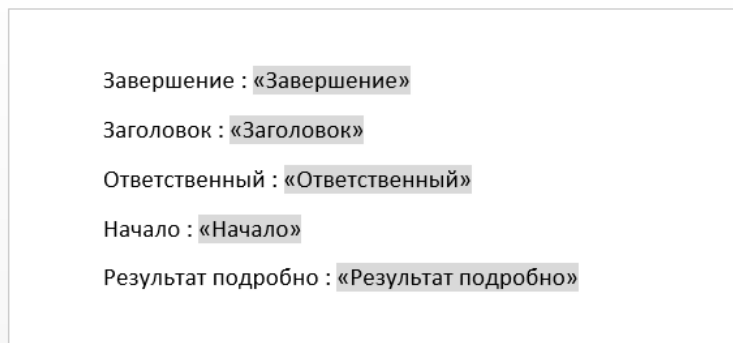 Завершение : «Завершение»
Заголовок : «Заголовок»
Ответственный : «Ответственный»
Начало : «Начало»
Результат подробно : «Результат подробно»